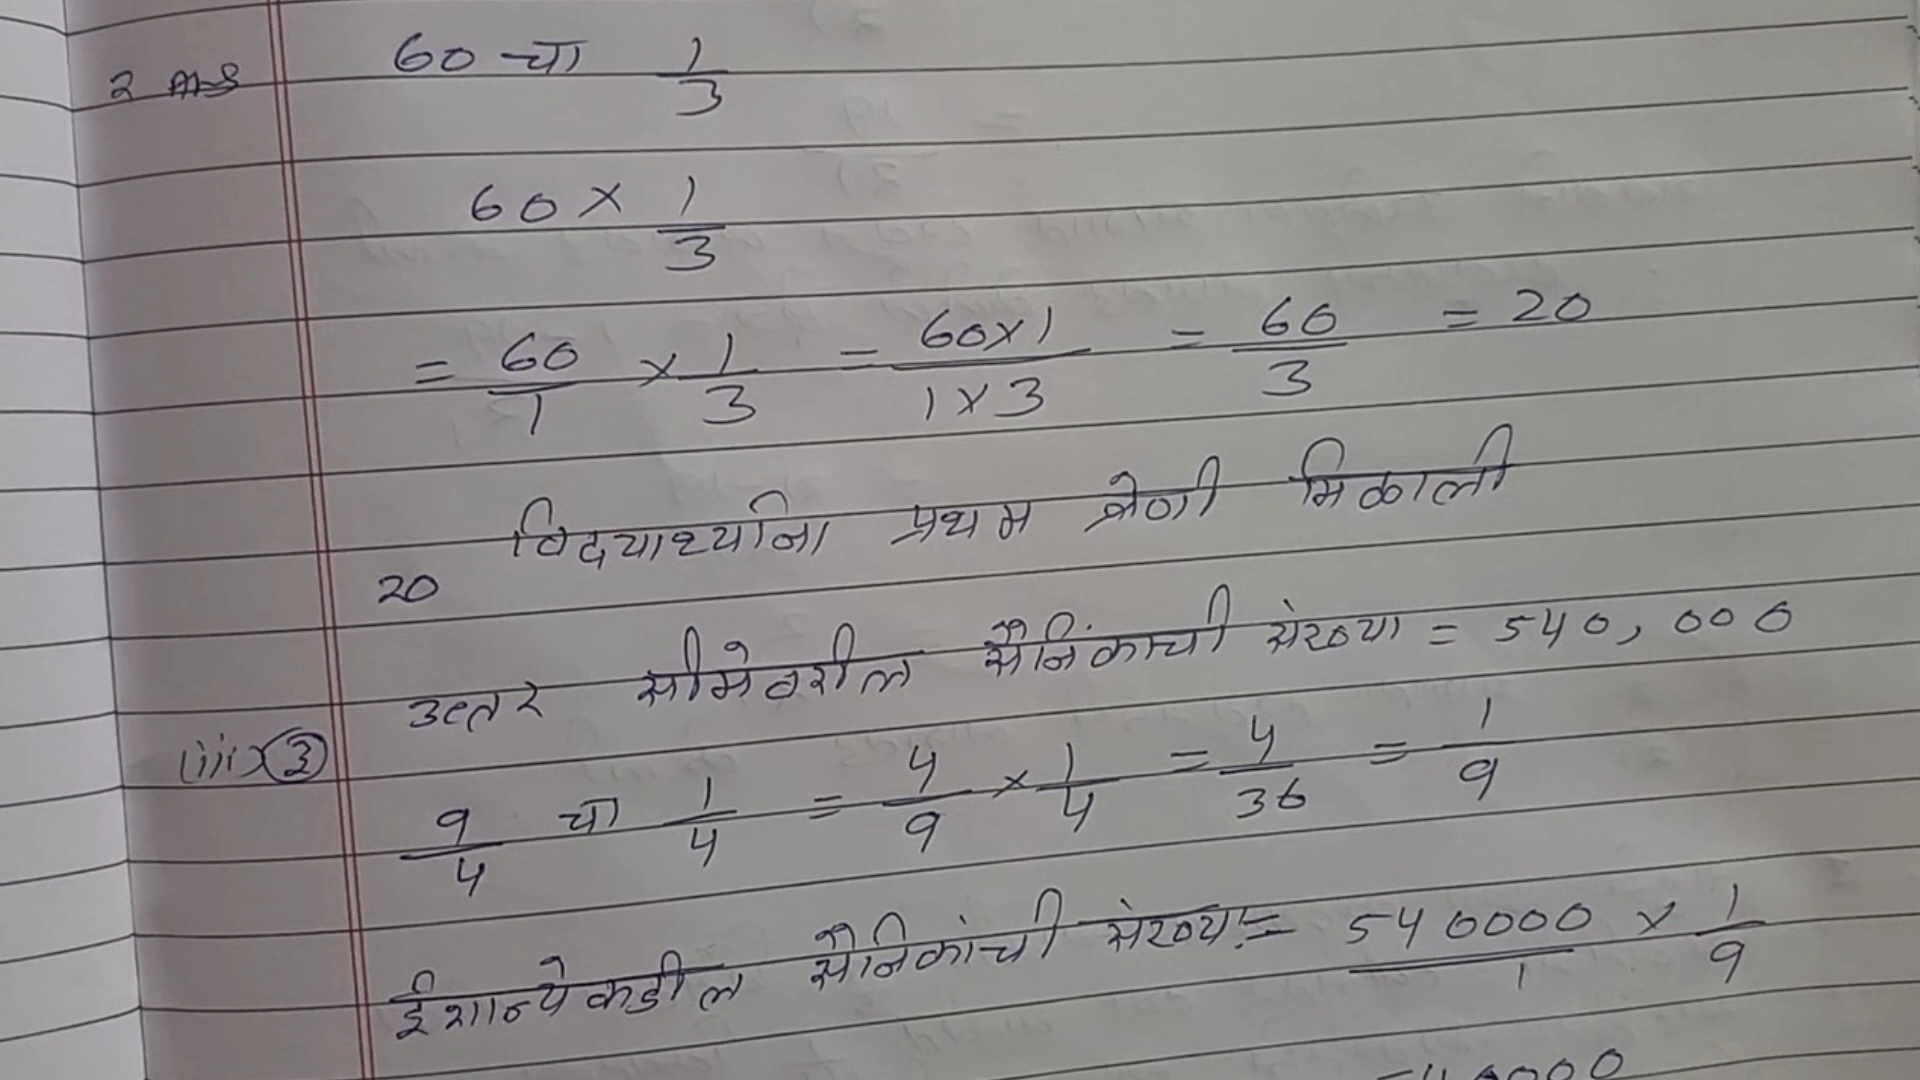 2 Ans 60 चा 1/3
60 × 1/3
= 60/1 × 1/3 = 60×1/1×3 = 60/3 = 20
20 विदयार्थ्यांना प्रथम श्रेणी मिळाली
(iii) (3) उत्तर सीमेवरील सैनिकांची संख्या = 540,000
9/4 चा 1/4 = 4/9 × 1/4 = 4/36 = 1/9
ईशान्येकडील सैनिकांची संख्या = 540000/1 × 1/9